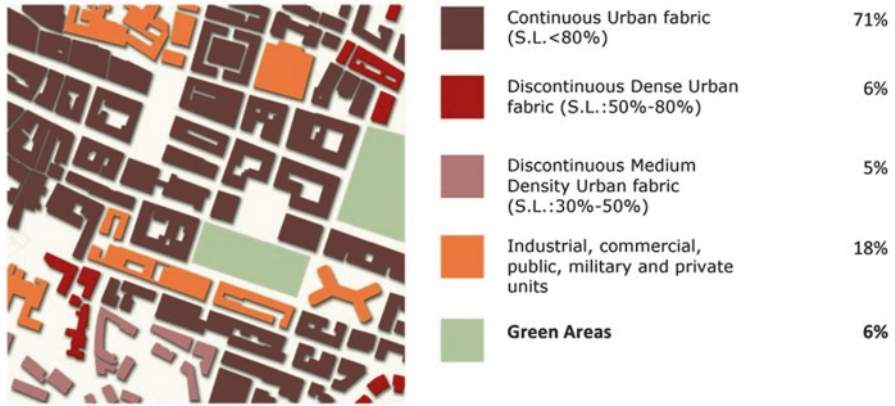 Continuous Urban fabric 71%
(S.L.<80%)
Discontinuous Dense Urban 6%
fabric (S.L.:50%-80%)
Discontinuous Medium 5%
Density Urban fabric
(S.L.:30%-50%)
Industrial, commercial, 18%
public, military and private
units
Green Areas 6%